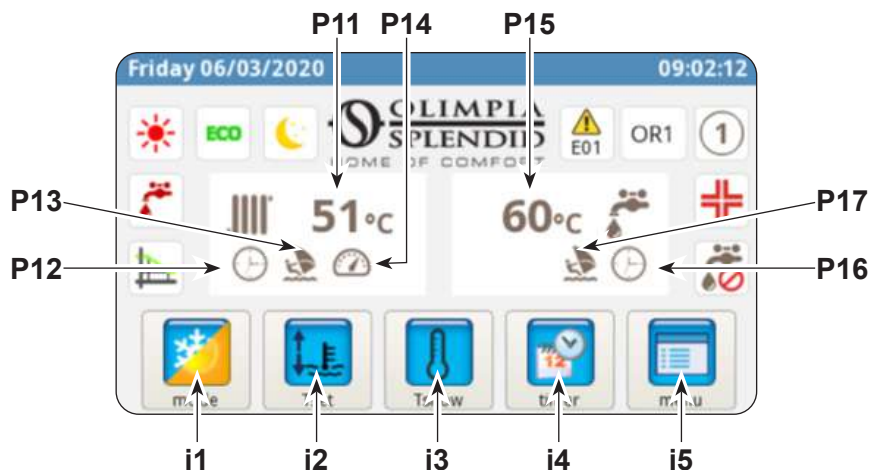 P11 P14 P15
Friday 06/03/2020 09:02:12
OLIMPIA
SPLENDID
HOME OF COMFORT
ECO
E01
OR1
1
P13
51°C
60°C
P17
P12
P16
12
menu
i1 i2 i3 i4 i5